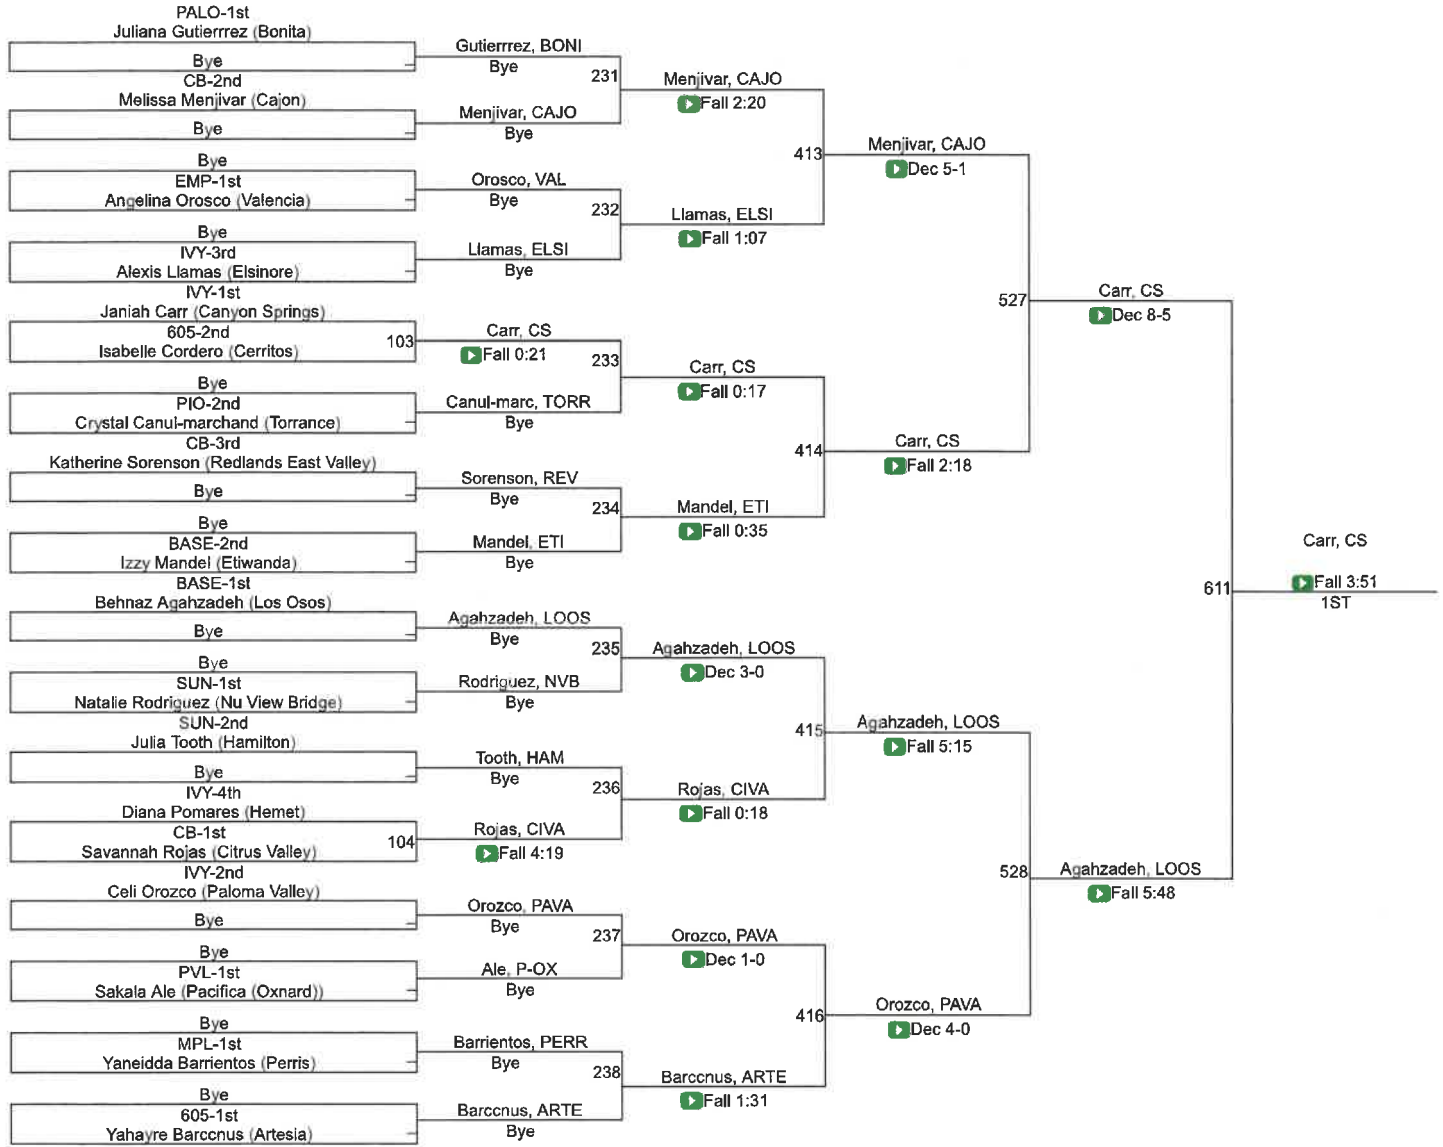 PALO-1st
Juliana Gutierrrez (Bonita)
Bye
CB-2nd
Melissa Menjivar (Cajon)
Bye
Bye
EMP-1st
Angelina Orosco (Valencia)
Bye
IVY-3rd
Alexis Llamas (Elsinore)
IVY-1st
Janiah Carr (Canyon Springs)
605-2nd
Isabelle Cordero (Cerritos)
103
Bye
PIO-2nd
Crystal Canul-marchand (Torrance)
CB-3rd
Katherine Sorenson (Redlands East Valley)
Bye
Bye
BASE-2nd
Izzy Mandel (Etiwanda)
BASE-1st
Behnaz Agahzadeh (Los Osos)
Bye
Bye
SUN-1st
Natalie Rodriguez (Nu View Bridge)
SUN-2nd
Julia Tooth (Hamilton)
Bye
IVY-4th
Diana Pomares (Hemet)
CB-1st
Savannah Rojas (Citrus Valley)
104
IVY-2nd
Celi Orozco (Paloma Valley)
Bye
Bye
PVL-1st
Sakala Ale (Pacifica (Oxnard))
Bye
MPL-1st
Yaneidda Barrientos (Perris)
Bye
605-1st
Yahayre Barccnus (Artesia)
Gutierrrez, BONI
Bye
231
Menjivar, CAJO
Bye
Orosco, VAL
Bye
232
Llamas, ELSI
Bye
Carr, CS
Fall 0:21
233
Canul-marc, TORR
Bye
Sorenson, REV
Bye
234
Mandel, ETI
Bye
Agahzadeh, LOOS
Bye
235
Rodriguez, NVB
Bye
Tooth, HAM
Bye
236
Rojas, CIVA
Fall 4:19
Orozco, PAVA
Bye
237
Ale, P-OX
Bye
Barrientos, PERR
Bye
238
Barccnus, ARTE
Bye
Menjivar, CAJO
Fall 2:20
413
Llamas, ELSI
Fall 1:07
Carr, CS
Fall 0:17
414
Mandel, ETI
Fall 0:35
Agahzadeh, LOOS
Dec 3-0
415
Rojas, CIVA
Fall 0:18
Orozco, PAVA
Dec 1-0
416
Barccnus, ARTE
Fall 1:31
Menjivar, CAJO
Dec 5-1
527
Carr, CS
Fall 2:18
Agahzadeh, LOOS
Fall 5:15
528
Orozco, PAVA
Dec 4-0
Carr, CS
Dec 8-5
611
Agahzadeh, LOOS
Fall 5:48
Carr, CS
Fall 3:51
1ST